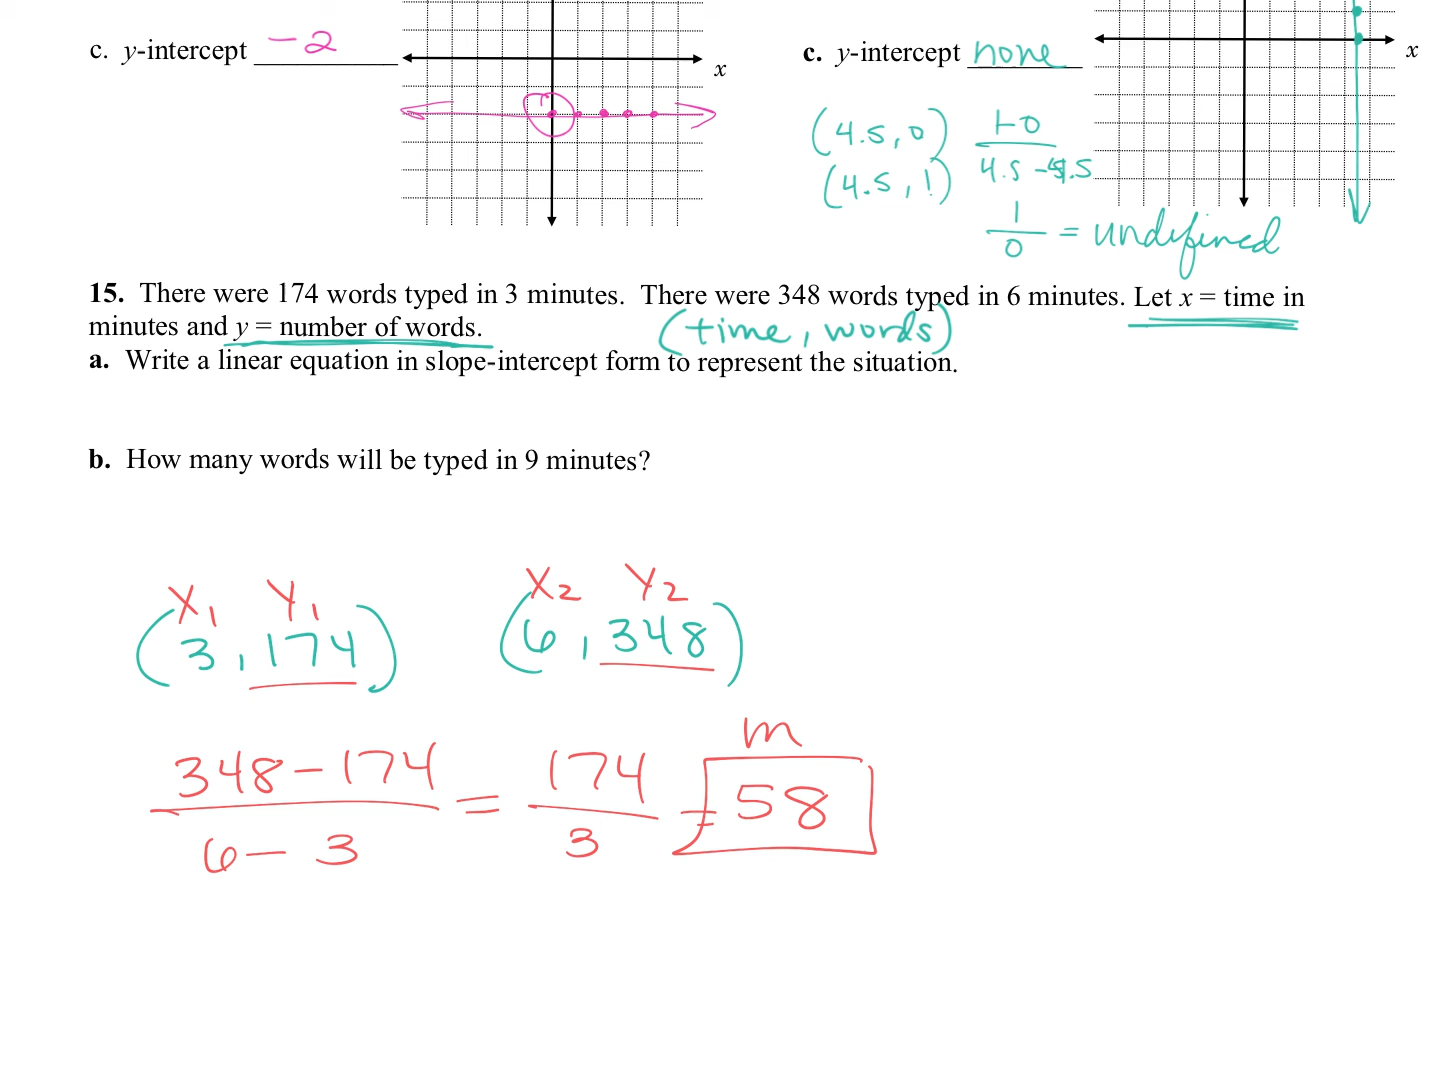 c. y-intercept -2
x
c. y-intercept none
x
(4.5, 0)
(4.5, 1)
1-0
4.5 - 4.5
1
0
= undefined
15. There were 174 words typed in 3 minutes. There were 348 words typed in 6 minutes. Let x = time in
minutes and y = number of words.
(time, words)
a. Write a linear equation in slope-intercept form to represent the situation.
b. How many words will be typed in 9 minutes?
X1 Y1
(3, 174)
X2 Y2
(6, 348)
m
348 - 174
6 - 3
=
174
3
= 58